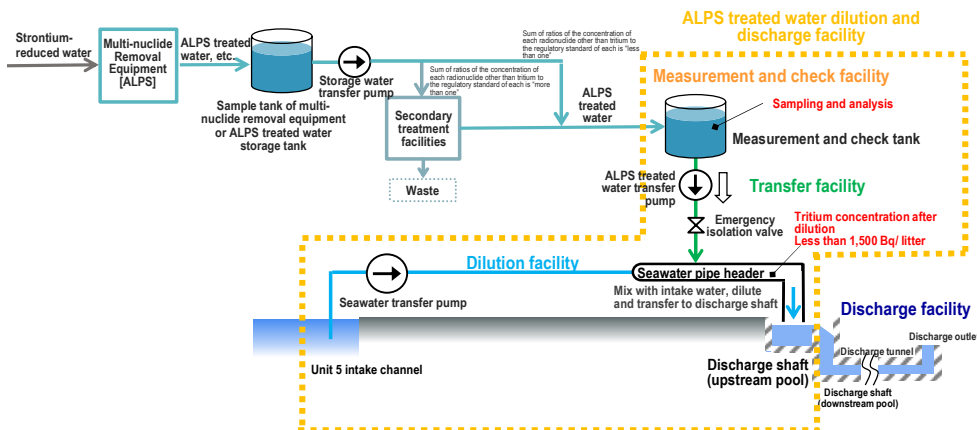 ALPS treated water dilution and
discharge facility
Strontium-
reduced water
Multi-nuclide
Removal
Equipment
[ALPS]
ALPS treated
water, etc.
Storage water
transfer pump
Sample tank of multi-
nuclide removal equipment
or ALPS treated water
storage tank
Sum of ratios of the concentration
of each radionuclide other than tritium to
the regulatory standard of each is “less
than one”
Sum of ratios of the concentration of
each radionuclide other than tritium to
the regulatory standard of each is “more
than one”
Secondary
treatment
facilities
Waste
ALPS
treated
water
Measurement and check facility
Sampling and analysis
Measurement and check tank
ALPS treated
water transfer
pump
Transfer facility
Emergency
isolation valve
Tritium concentration after
dilution
Less than 1,500 Bq/ litter
Dilution facility
Seawater pipe header
Seawater transfer pump
Mix with intake water, dilute
and transfer to discharge shaft
Unit 5 intake channel
Discharge facility
Discharge outlet
Discharge tunnel
Discharge shaft
(upstream pool)
Discharge shaft
(downstream pool)